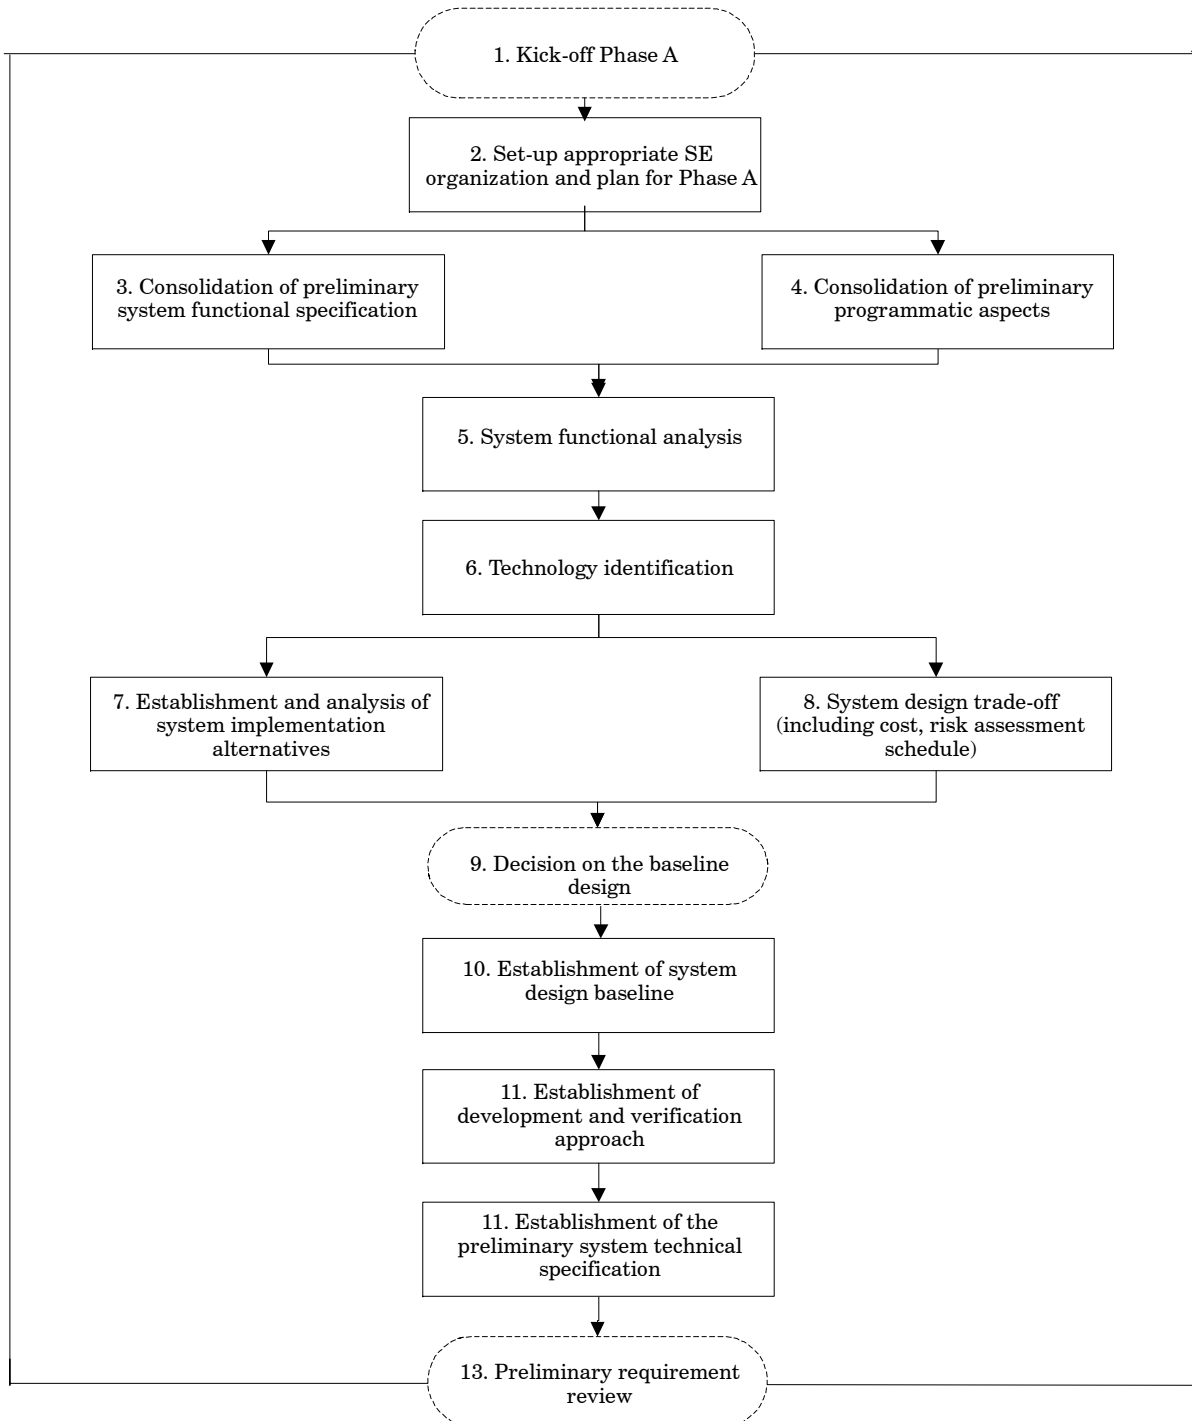 1. Kick-off Phase A
2. Set-up appropriate SE
organization and plan for Phase A
3. Consolidation of preliminary
system functional specification
4. Consolidation of preliminary
programmatic aspects
5. System functional analysis
6. Technology identification
7. Establishment and analysis of
system implementation
alternatives
8. System design trade-off
(including cost, risk assessment
schedule)
9. Decision on the baseline
design
10. Establishment of system
design baseline
11. Establishment of
development and verification
approach
11. Establishment of the
preliminary system technical
specification
13. Preliminary requirement
review